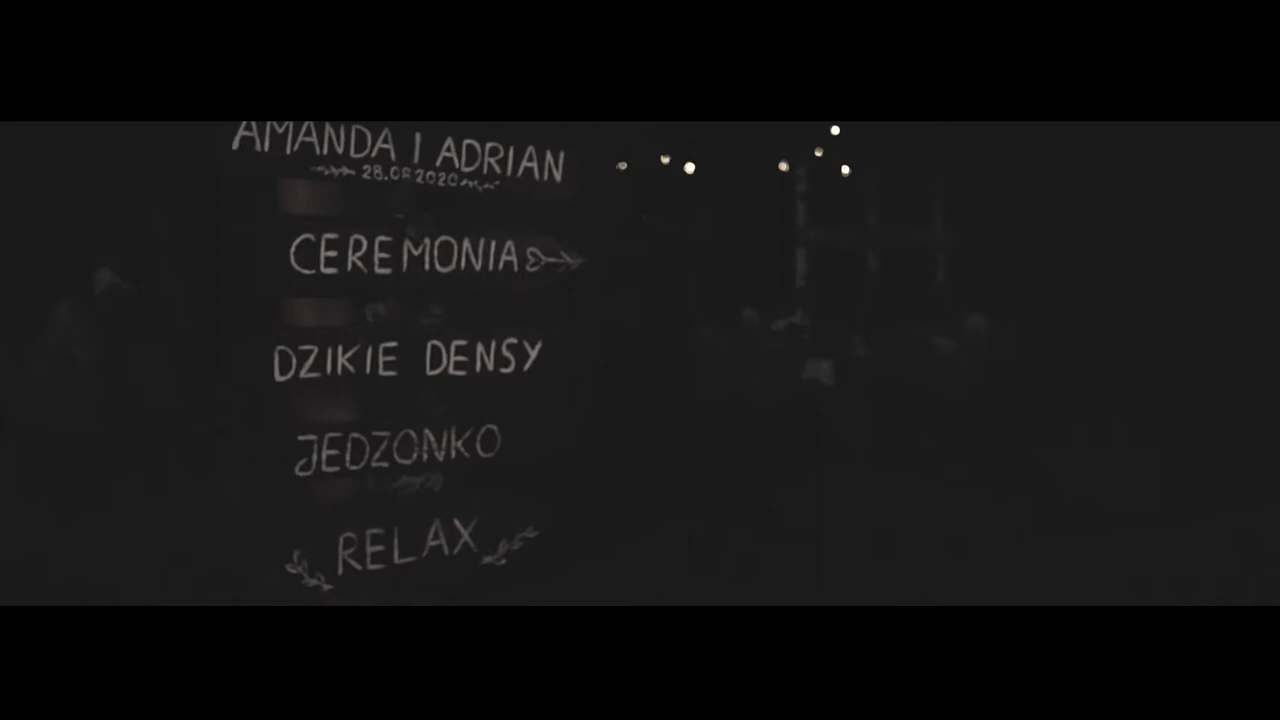 AMANDA I ADRIAN
28.08.2020
CEREMONIA
DZIKIE DENSY
JEDZONKO
RELAX